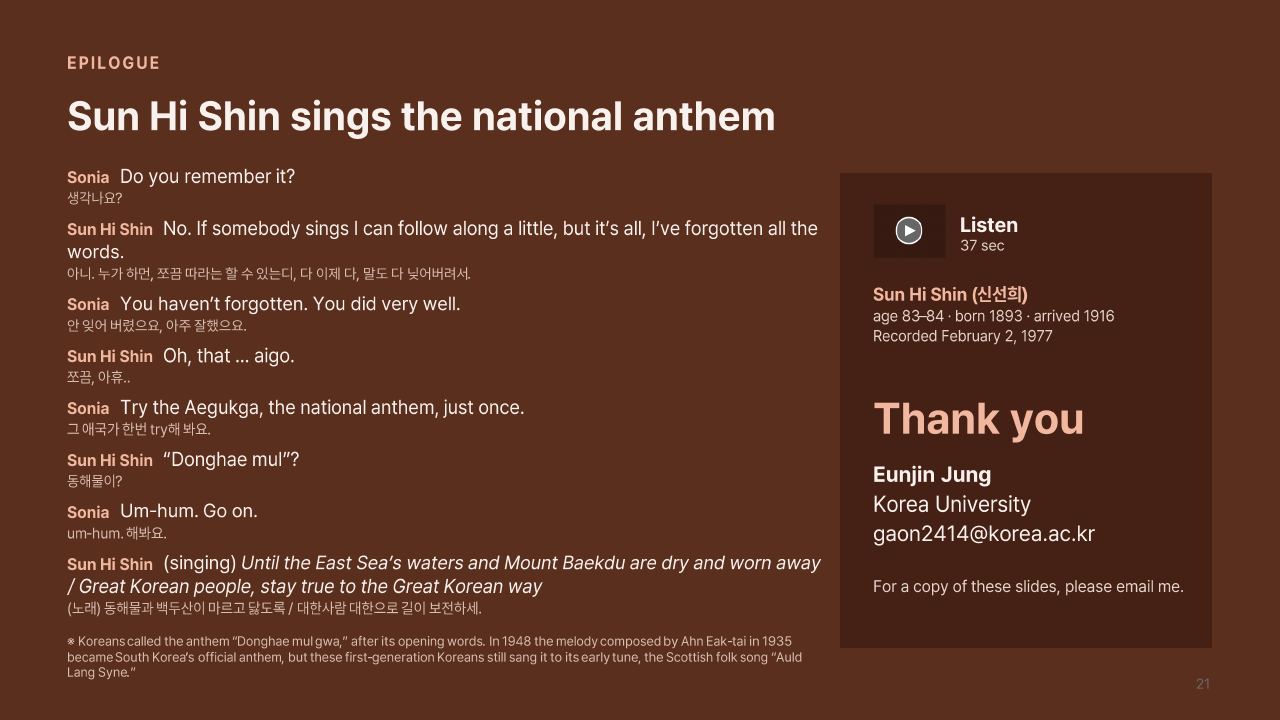 EPILOGUE
Sun Hi Shin sings the national anthem
Sonia Do you remember it?
생각나요?
Sun Hi Shin No. If somebody sings I can follow along a little, but it’s all, I’ve forgotten all the
words.
아니. 누가 하먼, 쪼끔 따라는 할 수 있는디, 다 이제 다, 말도 다 닞어버려서.
Sonia You haven’t forgotten. You did very well.
안 잊어 버렸으요, 아주 잘했으요.
Sun Hi Shin Oh, that ... aigo.
쪼끔, 아휴..
Sonia Try the Aegukga, the national anthem, just once.
그 애국가 한번 try해 봐요.
Sun Hi Shin “Donghae mul”?
동해물이?
Sonia Um-hum. Go on.
um-hum. 해봐요.
Sun Hi Shin (singing) Until the East Sea’s waters and Mount Baekdu are dry and worn away
/ Great Korean people, stay true to the Great Korean way
(노래) 동해물과 백두산이 마르고 닳도록 / 대한사람 대한으로 길이 보전하세.
※ Koreans called the anthem “Donghae mul gwa,” after its opening words. In 1948 the melody composed by Ahn Eak-tai in 1935
became South Korea’s official anthem, but these first-generation Koreans still sang it to its early tune, the Scottish folk song “Auld
Lang Syne.”
Listen
37 sec
Sun Hi Shin (신선희)
age 83–84 · born 1893 · arrived 1916
Recorded February 2, 1977
Thank you
Eunjin Jung
Korea University
gaon2414@korea.ac.kr
For a copy of these slides, please email me.
21